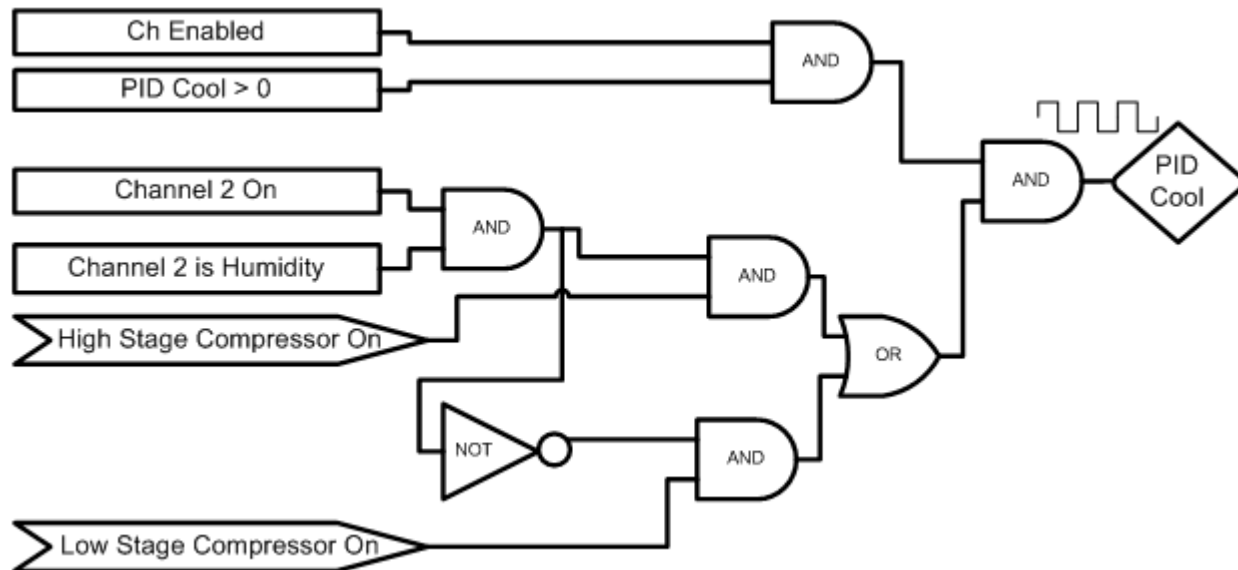 Ch Enabled
PID Cool > 0
AND
Channel 2 On
Channel 2 is Humidity
AND
High Stage Compressor On
AND
NOT
AND
Low Stage Compressor On
OR
AND
PID
Cool